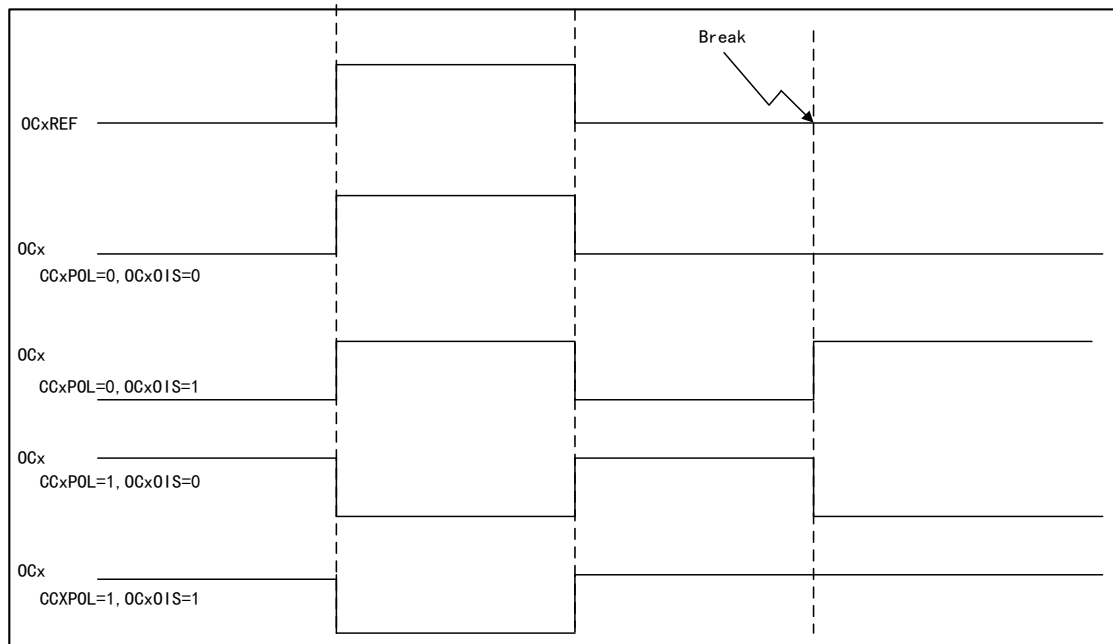 Break
OCxREF
OCx
CCxPOL=0,OCxOIS=0
OCx
CCxPOL=0,OCxOIS=1
OCx
CCxPOL=1,OCxOIS=0
OCx
CCXPOL=1,OCxOIS=1